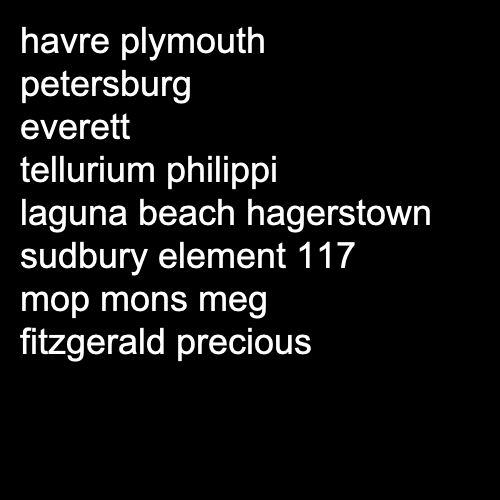 havre plymouth
petersburg
everett
tellurium philippi
laguna beach hagerstown
sudbury element 117
mop mons meg
fitzgerald precious